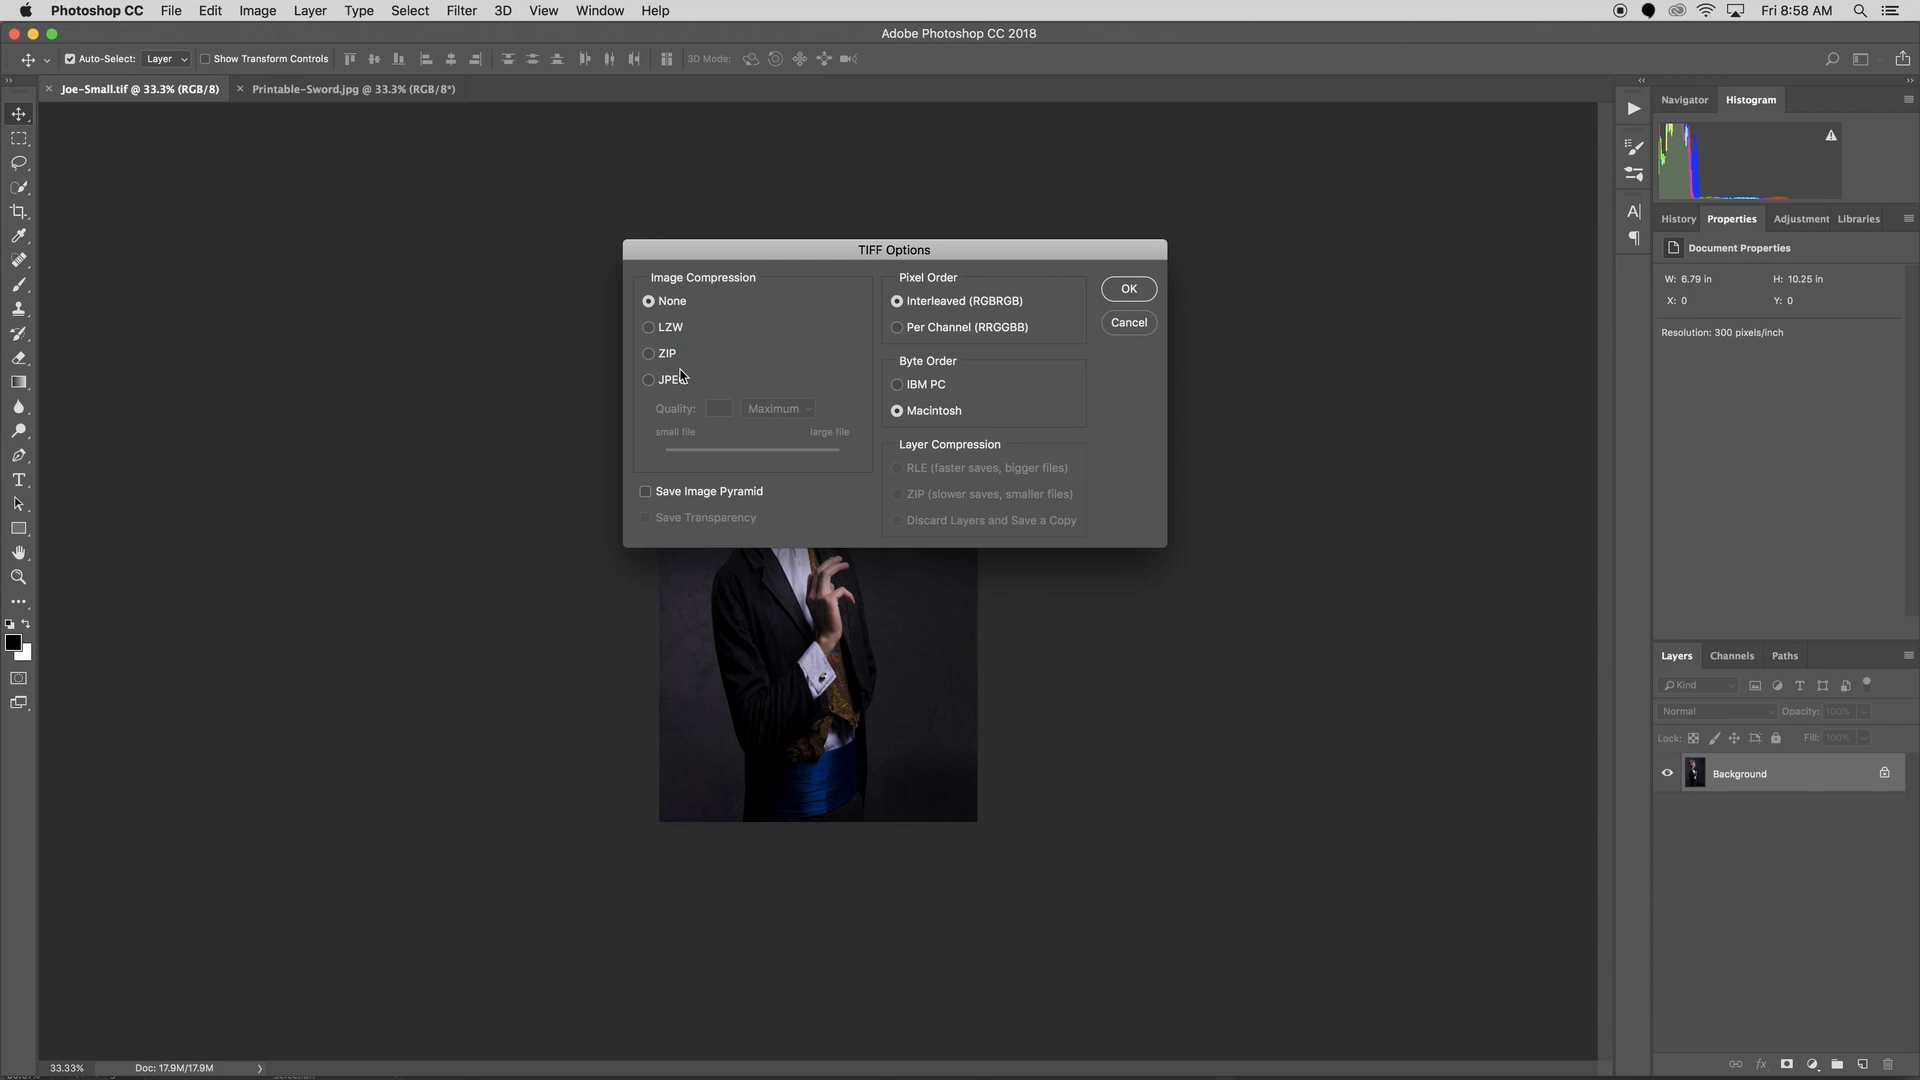 Photoshop CC File Edit Image Layer Type Select Filter 3D View Window Help Fri 8:58 AM
Adobe Photoshop CC 2018
Auto-Select: Layer Show Transform Controls 3D Mode:
Joe-Small.tif @ 33.3% (RGB/8) Printable-Sword.jpg @ 33.3% (RGB/8*)
Navigator Histogram
History Properties Adjustment Libraries
Document Properties
W: 6.79 in H: 10.25 in
X: 0 Y: 0
Resolution: 300 pixels/inch
TIFF Options
Image Compression
None
LZW
ZIP
Quality: Maximum
small file large file
Save Image Pyramid
Save Transparency
Pixel Order
Interleaved (RGBRGB)
Per Channel (RRGGBB)
Byte Order
IBM PC
Macintosh
Layer Compression
RLE (faster saves, bigger files)
ZIP (slower saves, smaller files)
Discard Layers and Save a Copy
OK
Cancel
Layers Channels Paths
Kind
Normal Opacity: 100%
Lock: Fill: 100%
Background
33.33% Doc: 17.9M/17.9M